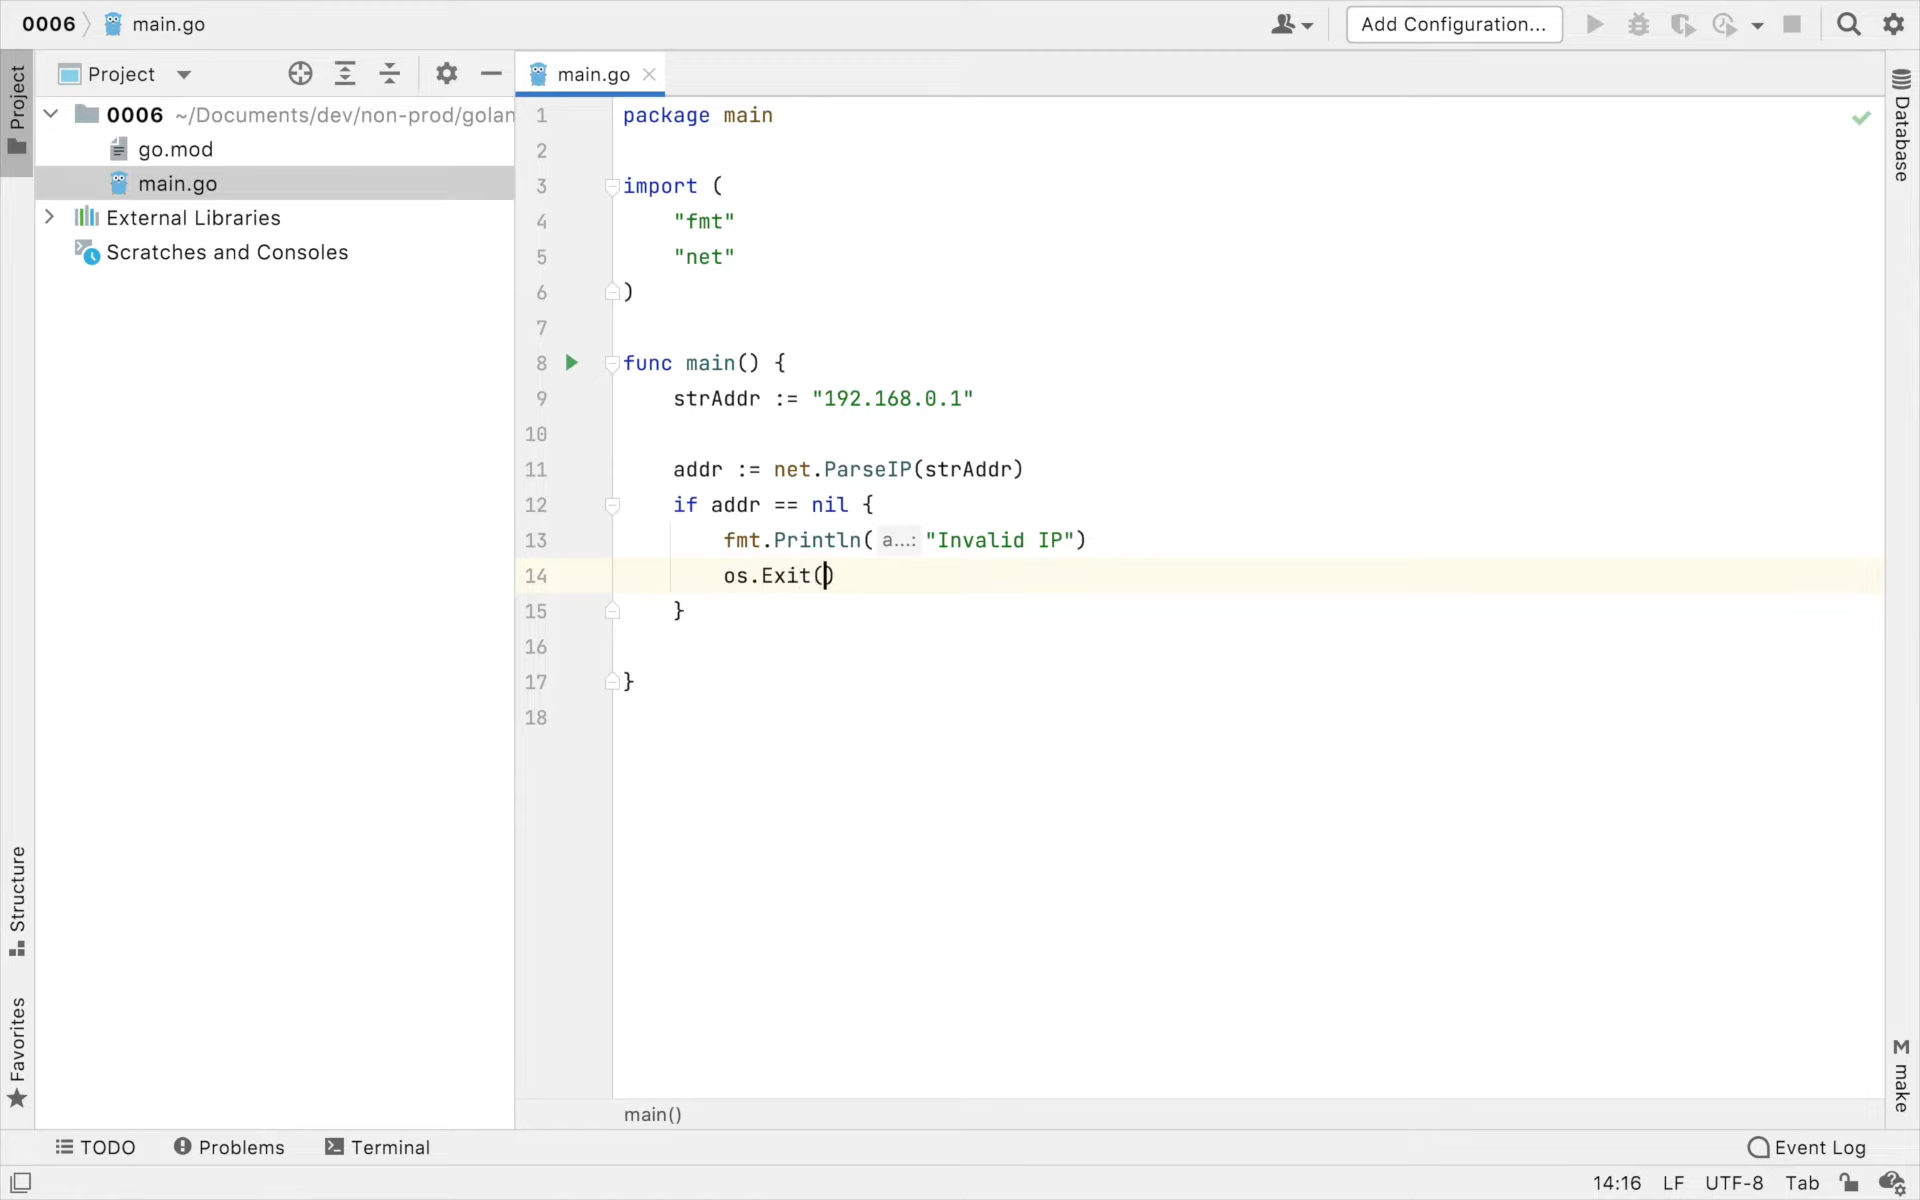 0006 main.go
Add Configuration...
Project
Project
main.go
0006 ~/Documents/dev/non-prod/golan
go.mod
main.go
External Libraries
Scratches and Consoles
1 package main
2
3 import (
4 "fmt"
5 "net"
6 )
7
8 func main() {
9 strAddr := "192.168.0.1"
10
11 addr := net.ParseIP(strAddr)
12 if addr == nil {
13 fmt.Println( a...: "Invalid IP")
14 os.Exit()
15 }
16
17 }
18
Database
Structure
Favorites
make
main()
TODO
Problems
Terminal
Event Log
14:16 LF UTF-8 Tab